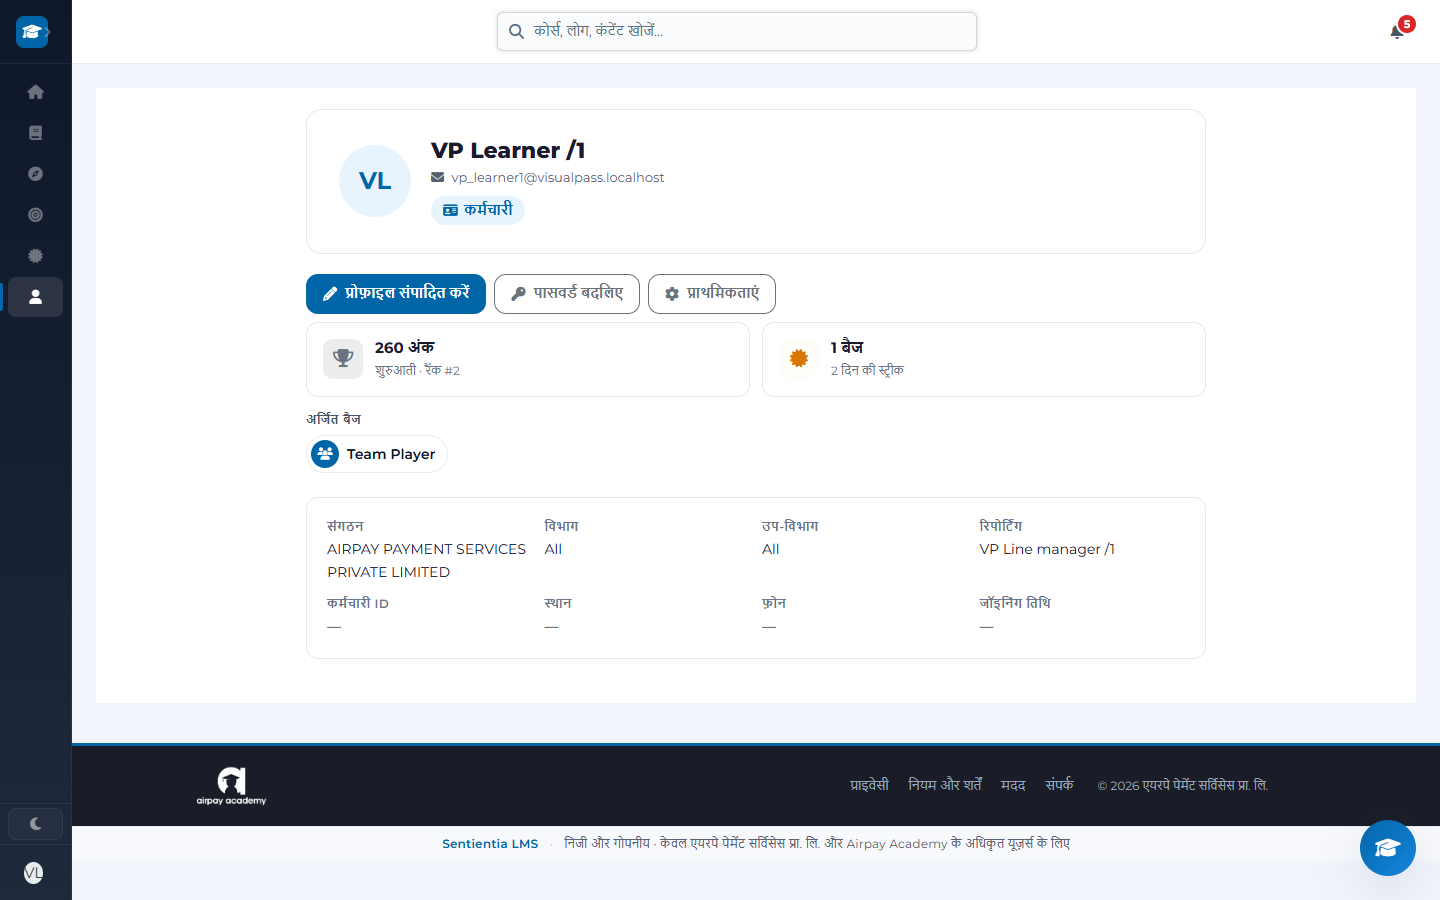 कोर्स, लोग, कंटेंट खोजें...
5
VL
VP Learner /1
vp_learner1@visualpass.localhost
कर्मचारी
प्रोफ़ाइल संपादित करें
पासवर्ड बदलिए
प्राथमिकताएं
260 अंक
शुरुआती · रैंक #2
1 बैज
2 दिन की स्ट्रीक
अर्जित बैज
Team Player
संगठन
AIRPAY PAYMENT SERVICES
PRIVATE LIMITED
विभाग
All
उप-विभाग
All
रिपोर्टिंग
VP Line manager /1
कर्मचारी ID
—
स्थान
—
फ़ोन
—
जॉइनिंग तिथि
—
airpay academy
प्राइवेसी
नियम और शर्तें
मदद
संपर्क
© 2026 एयरपे पेमेंट सर्विसेस प्रा. लि.
Sentientia LMS · निजी और गोपनीय · केवल एयरपे पेमेंट सर्विसेस प्रा. लि. और Airpay Academy के अधिकृत यूज़र्स के लिए
VL